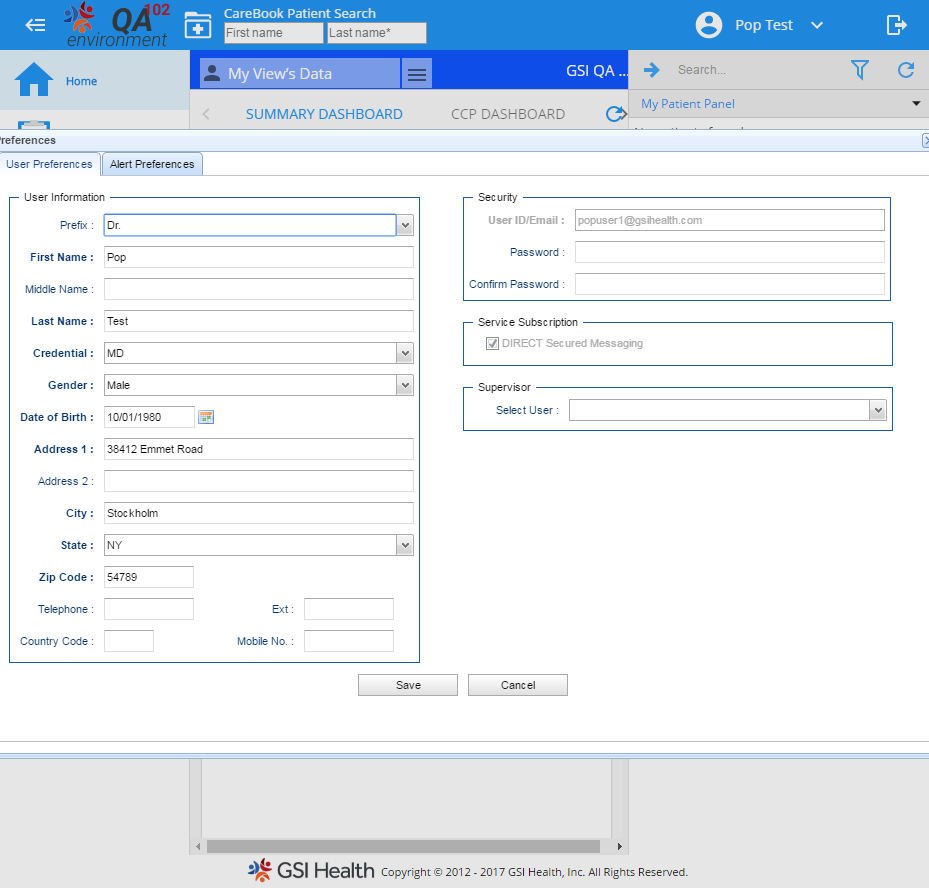 QA 102
environment
CareBook Patient Search
First name
Last name*
Pop Test
Home
My View's Data
GSI QA ...
Search...
SUMMARY DASHBOARD
CCP DASHBOARD
My Patient Panel
references
User Preferences
Alert Preferences
User Information
Prefix :
Dr.
First Name :
Pop
Middle Name :
Last Name :
Test
Credential :
MD
Gender :
Male
Date of Birth :
10/01/1980
Address 1 :
38412 Emmet Road
Address 2 :
City :
Stockholm
State :
NY
Zip Code :
54789
Telephone :
Ext :
Country Code :
Mobile No. :
Security
User ID/Email :
popuser1@gsihealth.com
Password :
Confirm Password :
Service Subscription
DIRECT Secured Messaging
Supervisor
Select User :
Save
Cancel
GSI Health
Copyright © 2012 - 2017 GSI Health, Inc. All Rights Reserved.